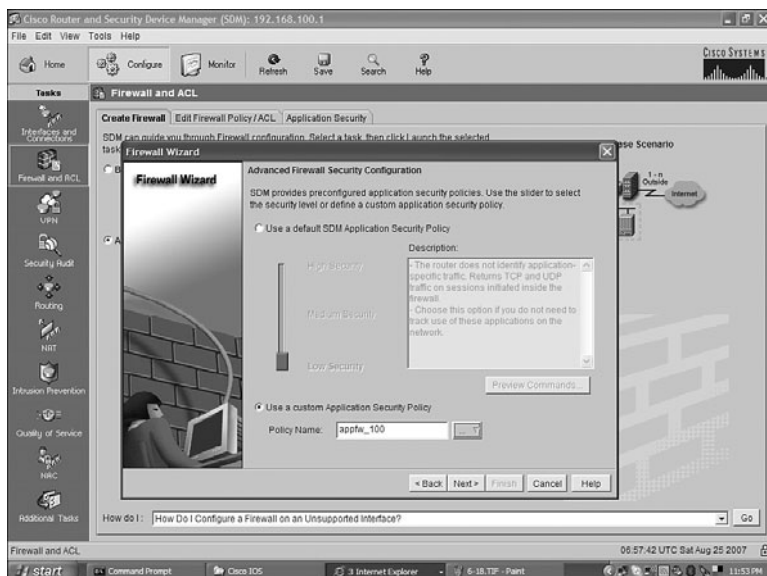 Cisco Router and Security Device Manager (SDM): 192.168.100.1
File Edit View Tools Help
Home Configure Monitor Refresh Save Search Help
CISCO SYSTEMS
Tasks
Firewall and ACL
Interfaces and Connections
Firewall and ACL
VPN
Security Audit
Routing
NAT
Intrusion Prevention
Quality of Service
NAC
Additional Tasks
Create Firewall Edit Firewall Policy / ACL Application Security
SDM can guide you through Firewall configuration. Select a task, then click Launch the selected
task
Scenario
1 - n
Outside
Internet
Firewall Wizard
Firewall Wizard
Advanced Firewall Security Configuration
SDM provides preconfigured application security policies. Use the slider to select
the security level or define a custom application security policy.
Use a default SDM Application Security Policy
High Security
Medium Security
Low Security
Description:
- The router does not identify application-
specific traffic. Returns TCP and UDP
traffic on sessions initiated inside the
firewall.
- Choose this option if you do not need to
track use of these applications on the
network.
Preview Commands...
Use a custom Application Security Policy
Policy Name: appfw_100 ...
< Back Next > Finish Cancel Help
How do I: How Do I Configure a Firewall on an Unsupported Interface? Go
Firewall and ACL 06:57:42 UTC Sat Aug 25 2007
start Command Prompt Cisco IOS 3 Internet Explorer 6-18.TIF - Paint 11:53 PM